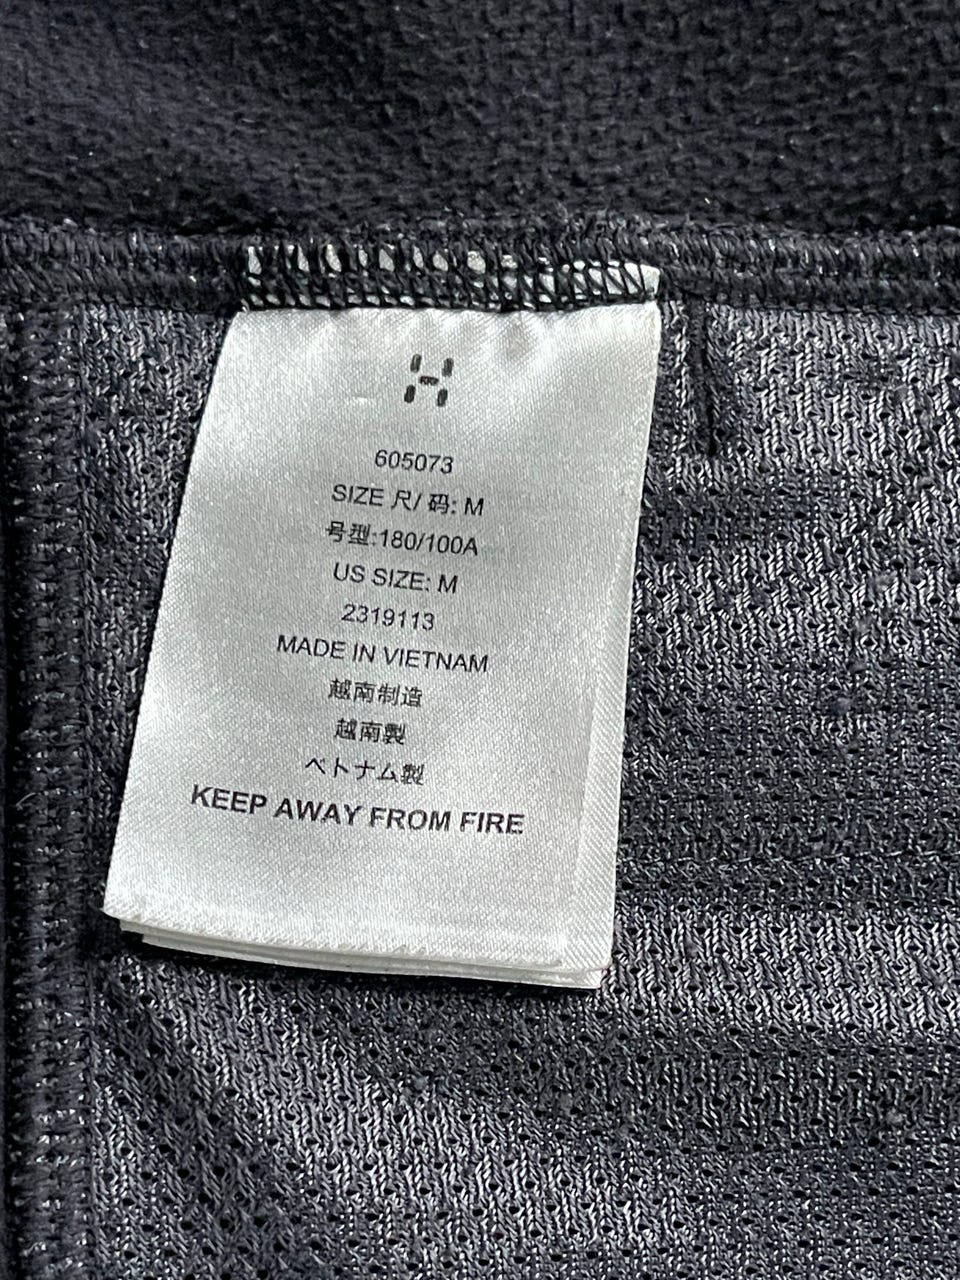 605073
SIZE 尺/ 码: M
号型:180/100A
US SIZE: M
2319113
MADE IN VIETNAM
越南制造
越南製
ベトナム製
KEEP AWAY FROM FIRE